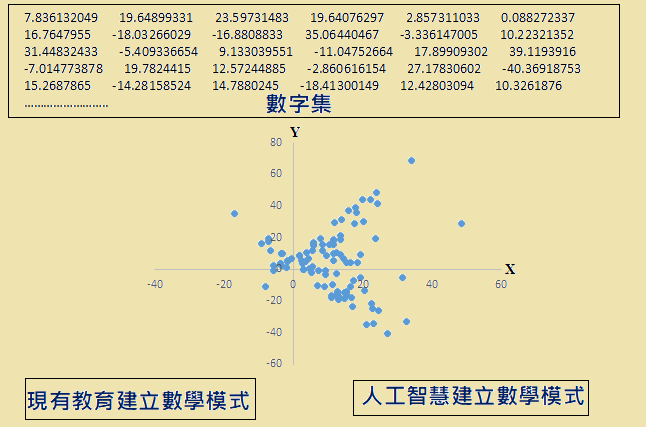 7.836132049 19.64899331 23.59731483 19.64076297 2.857311033 0.088272337
16.7647955 -18.03266029 -16.8808833 35.06440467 -3.336147005 10.22321352
31.44832433 -5.409336654 9.133039551 -11.04752664 17.89909302 39.1193916
-7.014773878 19.7824415 12.57244885 -2.860616154 27.17830602 -40.36918753
15.2687865 -14.28158524 14.7880245 -18.41300149 12.42803094 10.3261876
..........................
數字集
Y
80
60
40
20
0
X
-40 -20 0 20 40 60
-20
-40
-60
現有教育建立數學模式
人工智慧建立數學模式